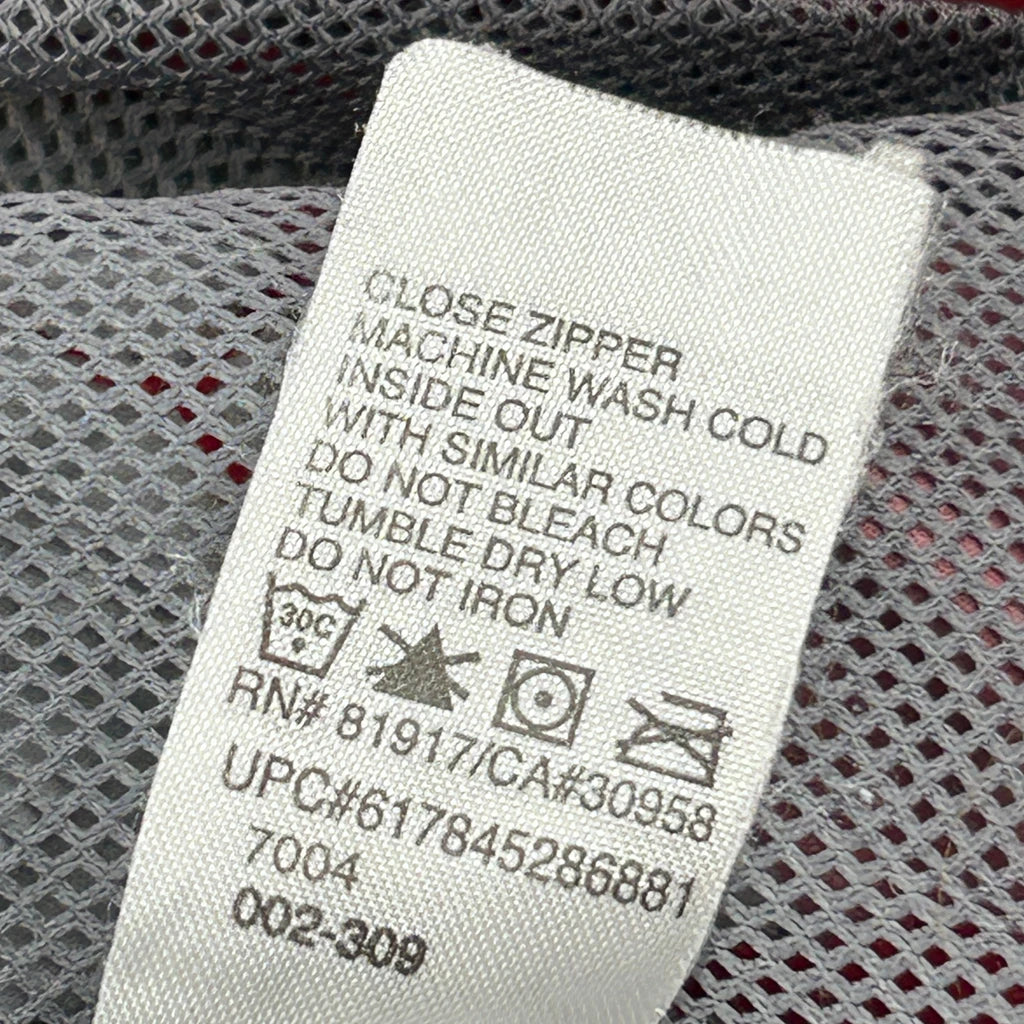 CLOSE ZIPPER
MACHINE WASH COLD
INSIDE OUT
WITH SIMILAR COLORS
DO NOT BLEACH
TUMBLE DRY LOW
DO NOT IRON
30C
RN# 81917/CA#30958
UPC#617845286881
7004
002-309